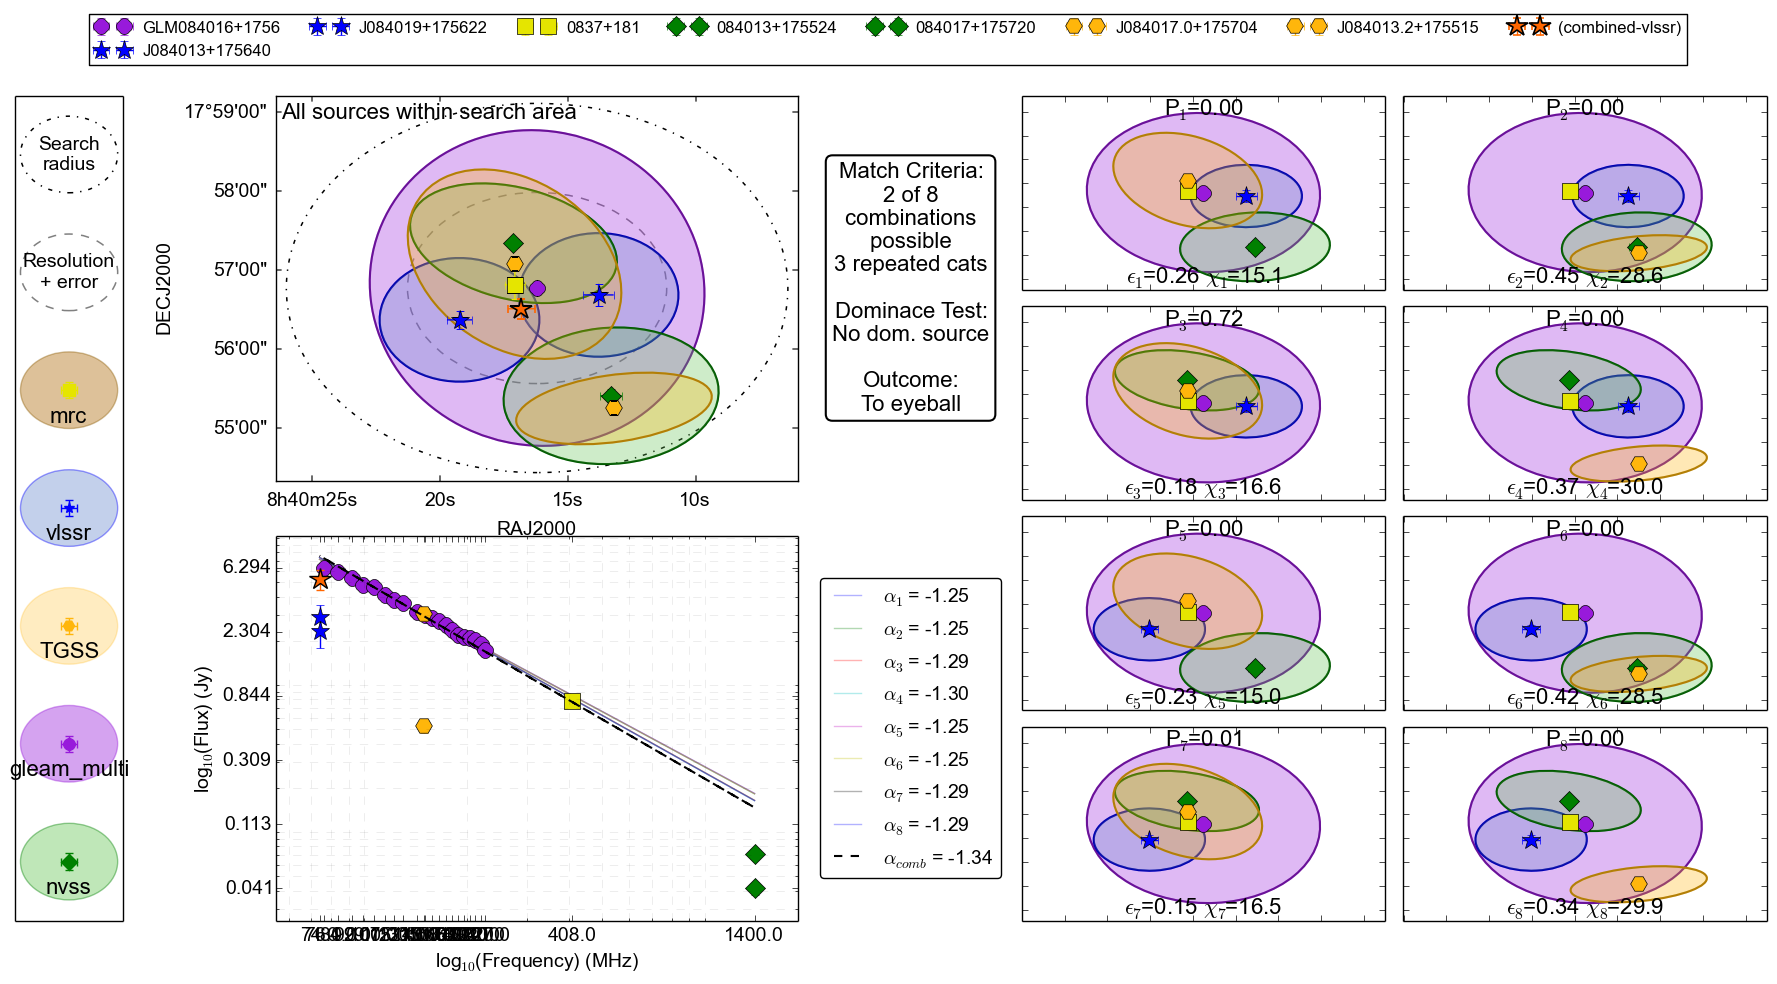 GLM084016+1756 J084019+175622 0837+181 084013+175524 084017+175720 J084017.0+175704 J084013.2+175515 (combined-vlssr)
J084013+175640
Search
radius
Resolution
+ error
mrc
vlssr
TGSS
gleam_multi
nvss
All sources within search area
DECJ2000
17°59'00"
58'00"
57'00"
56'00"
55'00"
8h40m25s 20s 15s 10s
RAJ2000
Match Criteria:
2 of 8
combinations
possible
3 repeated cats
Dominace Test:
No dom. source
Outcome:
To eyeball
log10(Flux) (Jy)
6.294
2.304
0.844
0.309
0.113
0.041
408.0 1400.0
log10(Frequency) (MHz)
α1 = -1.25
α2 = -1.25
α3 = -1.29
α4 = -1.30
α5 = -1.25
α6 = -1.25
α7 = -1.29
α8 = -1.29
αcomb = -1.34
P1=0.00
ϵ1=0.26 χ1=15.1
P2=0.00
ϵ2=0.45 χ2=28.6
P3=0.72
ϵ3=0.18 χ3=16.6
P4=0.00
ϵ4=0.37 χ4=30.0
P5=0.00
ϵ5=0.23 χ5=15.0
P6=0.00
ϵ6=0.42 χ6=28.5
P7=0.01
ϵ7=0.15 χ7=16.5
P8=0.00
ϵ8=0.34 χ8=29.9